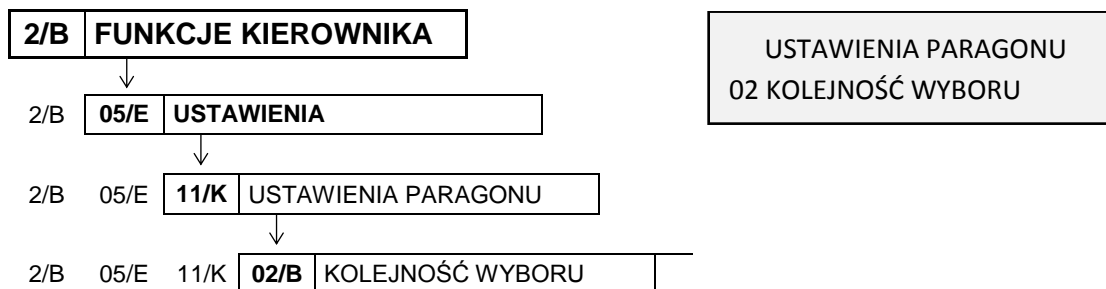 2/B FUNKCJE KIEROWNIKA
2/B 05/E USTAWIENIA
2/B 05/E 11/K USTAWIENIA PARAGONU
2/B 05/E 11/K 02/B KOLEJNOŚĆ WYBORU
USTAWIENIA PARAGONU
02 KOLEJNOŚĆ WYBORU